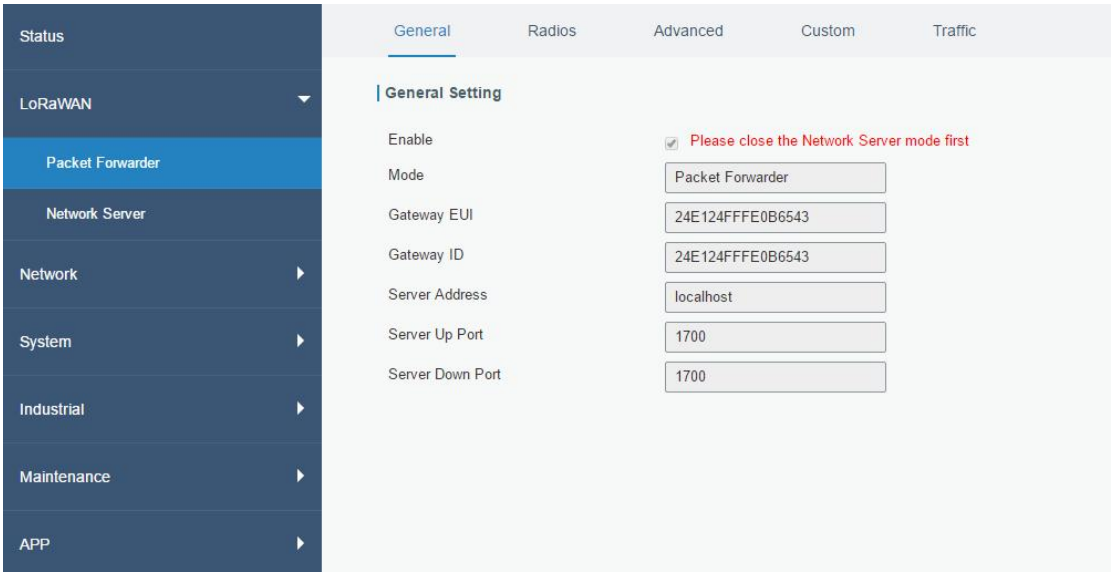 Status
LoRaWAN
Packet Forwarder
Network Server
Network
System
Industrial
Maintenance
APP
General Radios Advanced Custom Traffic
General Setting
Enable Please close the Network Server mode first
Mode Packet Forwarder
Gateway EUI 24E124FFFE0B6543
Gateway ID 24E124FFFE0B6543
Server Address localhost
Server Up Port 1700
Server Down Port 1700